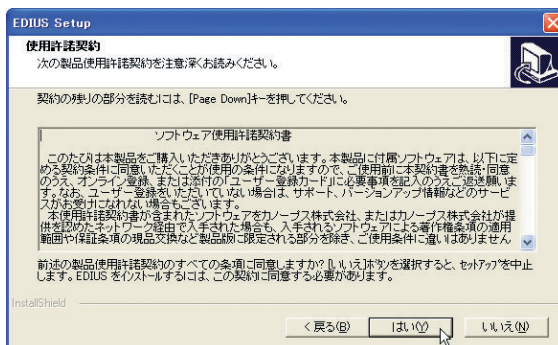 EDIUS Setup
使用許諾契約
次の製品使用許諾契約を注意深くお読みください。
契約の残りの部分を読むには、[Page Down]キーを押してください。
ソフトウェア使用許諾契約書
このたびは本製品をご購入いただきありがとうございます。本製品に付属ソフトウェアは、以下に定
める契約条件に同意いただくことが使用の条件になりますので、ご使用前に本契約書を熟読・同意
のうえ、オンライン登録、または添付の「ユーザー登録カード」に必要事項を記入のうえご返送願いま
す。なお、ユーザー登録をいただいていない場合は、サポート、バージョンアップ情報などのサービ
スがお受けになれない場合もございます。
本使用許諾契約書が含まれたソフトウェアをカノープス株式会社、またはカノープス株式会社が提
供を認めたネットワーク経由で入手された場合も、入手されるソフトウェアによる著作権条項の適用
範囲や保証条項の現品交換など製品版に限定される部分を除き、ご使用条件に違いはありません
前述の製品使用許諾契約のすべての条項に同意しますか?[いいえ]ボタンを選択すると、セットアップを中止
します。EDIUS をインストールするには、この契約に同意する必要があります。
InstallShield
< 戻る(B)
はい(Y)
いいえ(N)